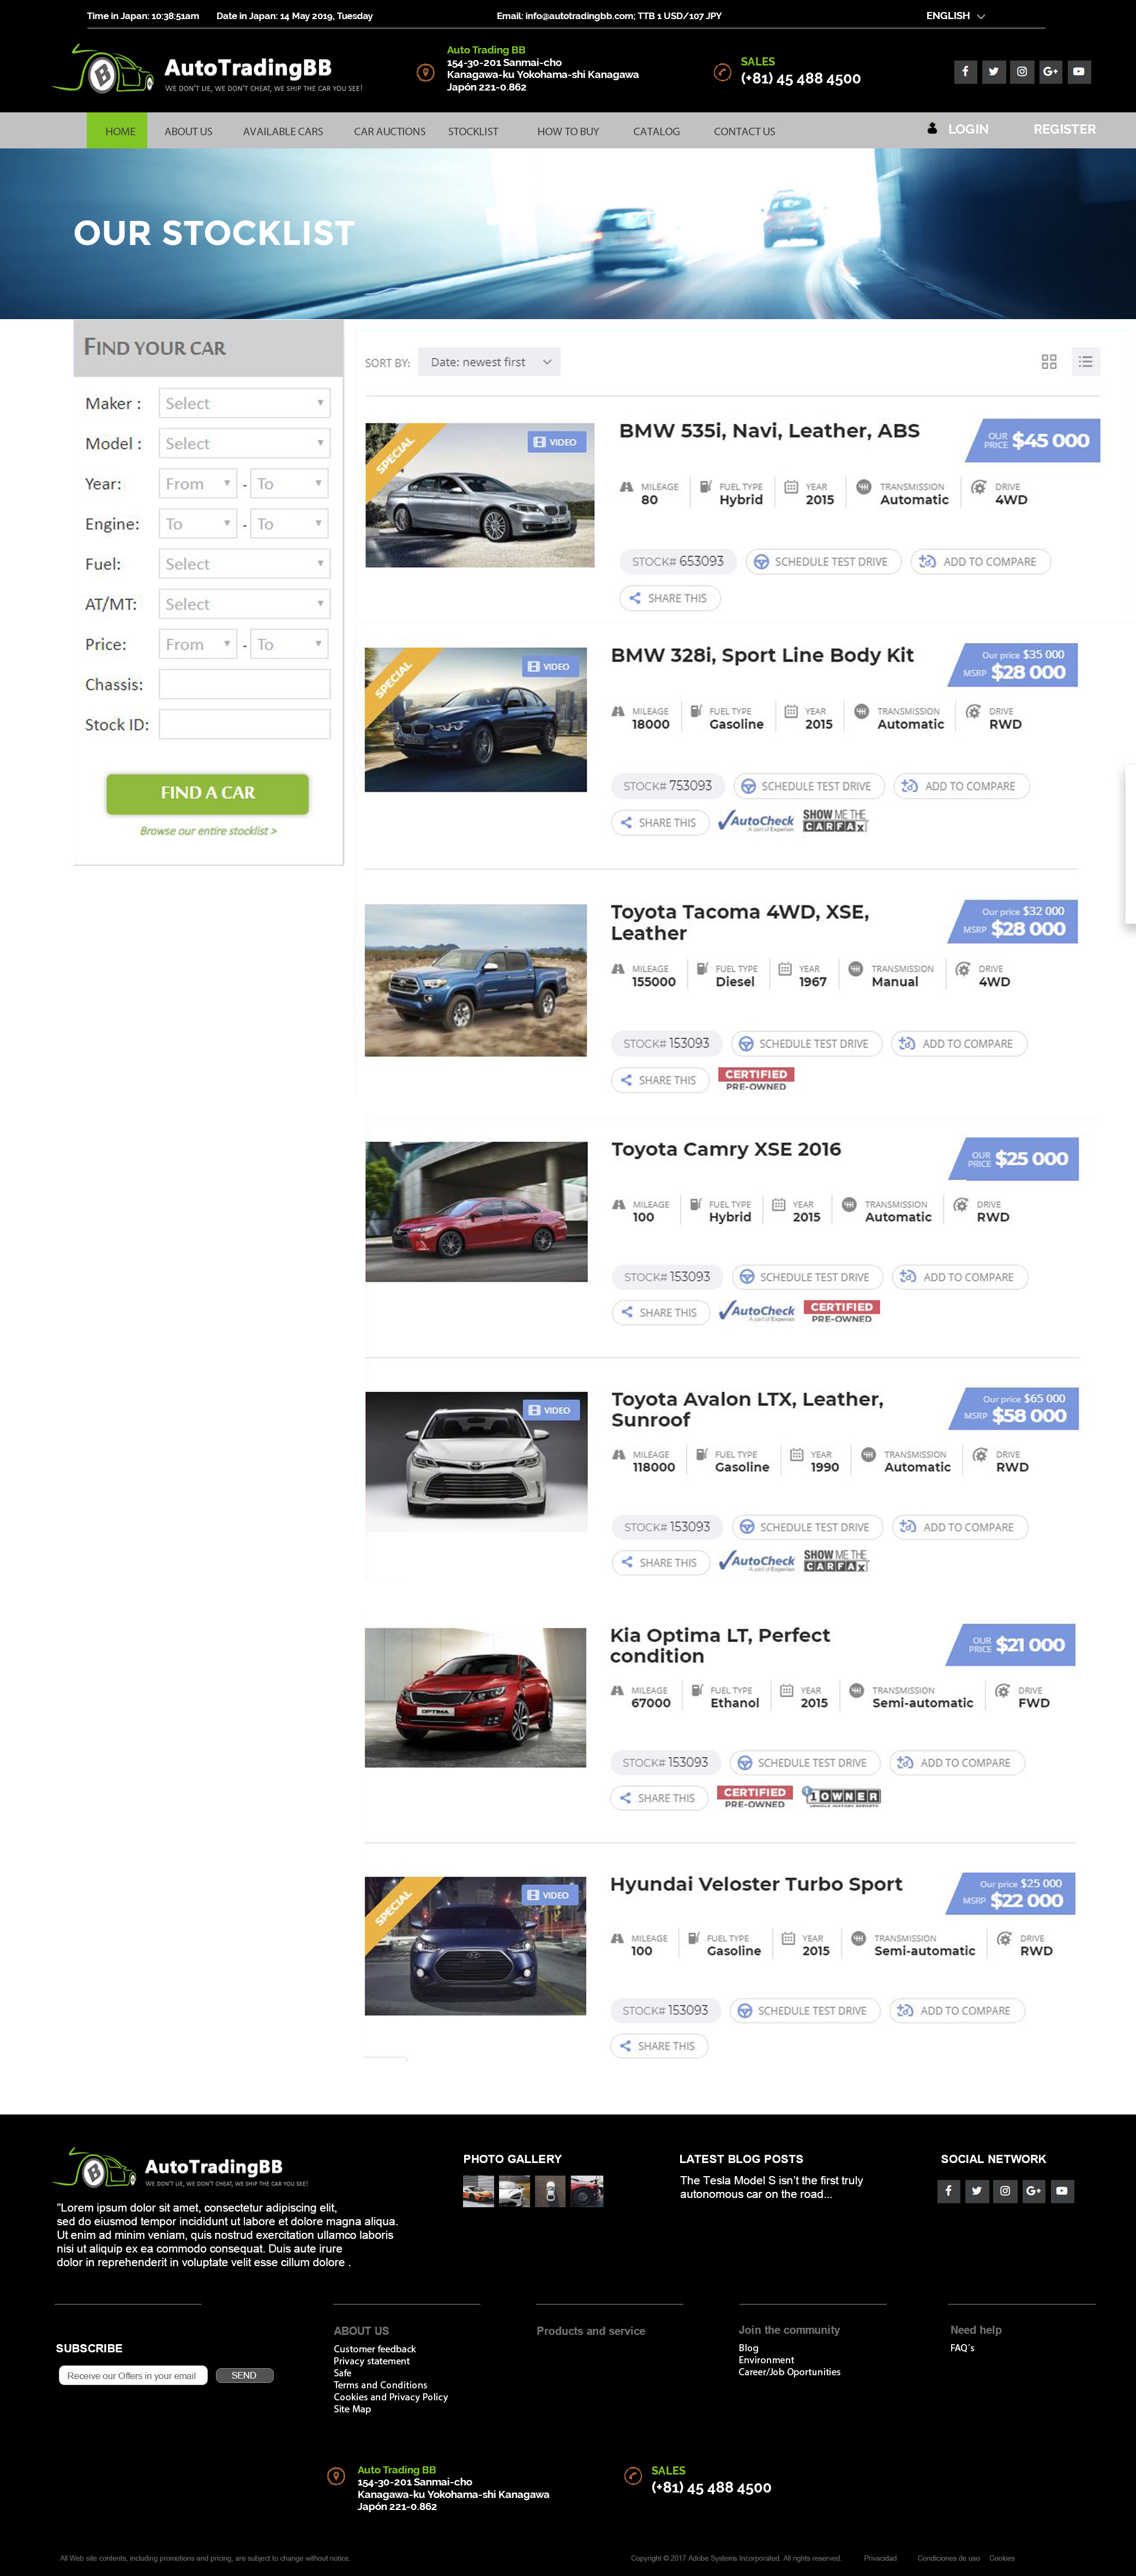 Time in Japan: 10:38:51am Date in Japan: 14 May 2019, Tuesday Email: info@autotradingbb.com; TTB 1 USD/107 JPY ENGLISH
B
AutoTradingBB
WE DON'T LIE, WE DON'T CHEAT, WE SHIP THE CAR YOU SEE!
Auto Trading BB
154-30-201 Sanmai-cho
Kanagawa-ku Yokohama-shi Kanagawa
Japón 221-0.862
SALES
(+81) 45 488 4500
HOME ABOUT US AVAILABLE CARS CAR AUCTIONS STOCKLIST HOW TO BUY CATALOG CONTACT US LOGIN REGISTER
OUR STOCKLIST
FIND YOUR CAR
Maker : Select
Model : Select
Year: From - To
Engine: To - To
Fuel: Select
AT/MT: Select
Price: From - To
Chassis:
Stock ID:
FIND A CAR
Browse our entire stocklist >
SORT BY: Date: newest first
SPECIAL
VIDEO
BMW 535i, Navi, Leather, ABS
OUR PRICE $45 000
MILEAGE FUEL TYPE YEAR TRANSMISSION DRIVE
80 Hybrid 2015 Automatic 4WD
STOCK# 653093 SCHEDULE TEST DRIVE ADD TO COMPARE
SHARE THIS
SPECIAL
VIDEO
BMW 328i, Sport Line Body Kit
Our price $35 000
MSRP $28 000
MILEAGE FUEL TYPE YEAR TRANSMISSION DRIVE
18000 Gasoline 2015 Automatic RWD
STOCK# 753093 SCHEDULE TEST DRIVE ADD TO COMPARE
SHARE THIS AutoCheck A part of Experian SHOW ME THE CARFAX
Toyota Tacoma 4WD, XSE,
Leather
Our price $32 000
MSRP $28 000
MILEAGE FUEL TYPE YEAR TRANSMISSION DRIVE
155000 Diesel 1967 Manual 4WD
STOCK# 153093 SCHEDULE TEST DRIVE ADD TO COMPARE
SHARE THIS CERTIFIED PRE-OWNED
Toyota Camry XSE 2016
OUR PRICE $25 000
MILEAGE FUEL TYPE YEAR TRANSMISSION DRIVE
100 Hybrid 2015 Automatic RWD
STOCK# 153093 SCHEDULE TEST DRIVE ADD TO COMPARE
SHARE THIS AutoCheck A part of Experian CERTIFIED PRE-OWNED
VIDEO
Toyota Avalon LTX, Leather,
Sunroof
Our price $65 000
MSRP $58 000
MILEAGE FUEL TYPE YEAR TRANSMISSION DRIVE
118000 Gasoline 1990 Automatic RWD
STOCK# 153093 SCHEDULE TEST DRIVE ADD TO COMPARE
SHARE THIS AutoCheck A part of Experian SHOW ME THE CARFAX
OPTIMA
Kia Optima LT, Perfect
condition
OUR PRICE $21 000
MILEAGE FUEL TYPE YEAR TRANSMISSION DRIVE
67000 Ethanol 2015 Semi-automatic FWD
STOCK# 153093 SCHEDULE TEST DRIVE ADD TO COMPARE
SHARE THIS CERTIFIED PRE-OWNED 1 OWNER VEHICLE HISTORY REPORTS
SPECIAL
VIDEO
Hyundai Veloster Turbo Sport
Our price $25 000
MSRP $22 000
MILEAGE FUEL TYPE YEAR TRANSMISSION DRIVE
100 Gasoline 2015 Semi-automatic RWD
STOCK# 153093 SCHEDULE TEST DRIVE ADD TO COMPARE
SHARE THIS
B
AutoTradingBB
WE DON'T LIE, WE DON'T CHEAT, WE SHIP THE CAR YOU SEE!
"Lorem ipsum dolor sit amet, consectetur adipiscing elit,
sed do eiusmod tempor incididunt ut labore et dolore magna aliqua.
Ut enim ad minim veniam, quis nostrud exercitation ullamco laboris
nisi ut aliquip ex ea commodo consequat. Duis aute irure
dolor in reprehenderit in voluptate velit esse cillum dolore .
PHOTO GALLERY
LATEST BLOG POSTS
The Tesla Model S isn't the first truly
autonomous car on the road...
SOCIAL NETWORK
SUBSCRIBE
Receive our Offers in your email SEND
ABOUT US
Customer feedback
Privacy statement
Safe
Terms and Conditions
Cookies and Privacy Policy
Site Map
Products and service
Join the community
Blog
Environment
Career/Job Oportunities
Need help
FAQ´s
Auto Trading BB
154-30-201 Sanmai-cho
Kanagawa-ku Yokohama-shi Kanagawa
Japón 221-0.862
SALES
(+81) 45 488 4500
All Web site contents, including promotions and pricing, are subject to change without notice.
Copyright © 2017 Adobe Systems Incorporated. All rights reserved. Privacidad Condiciones de uso Cookies